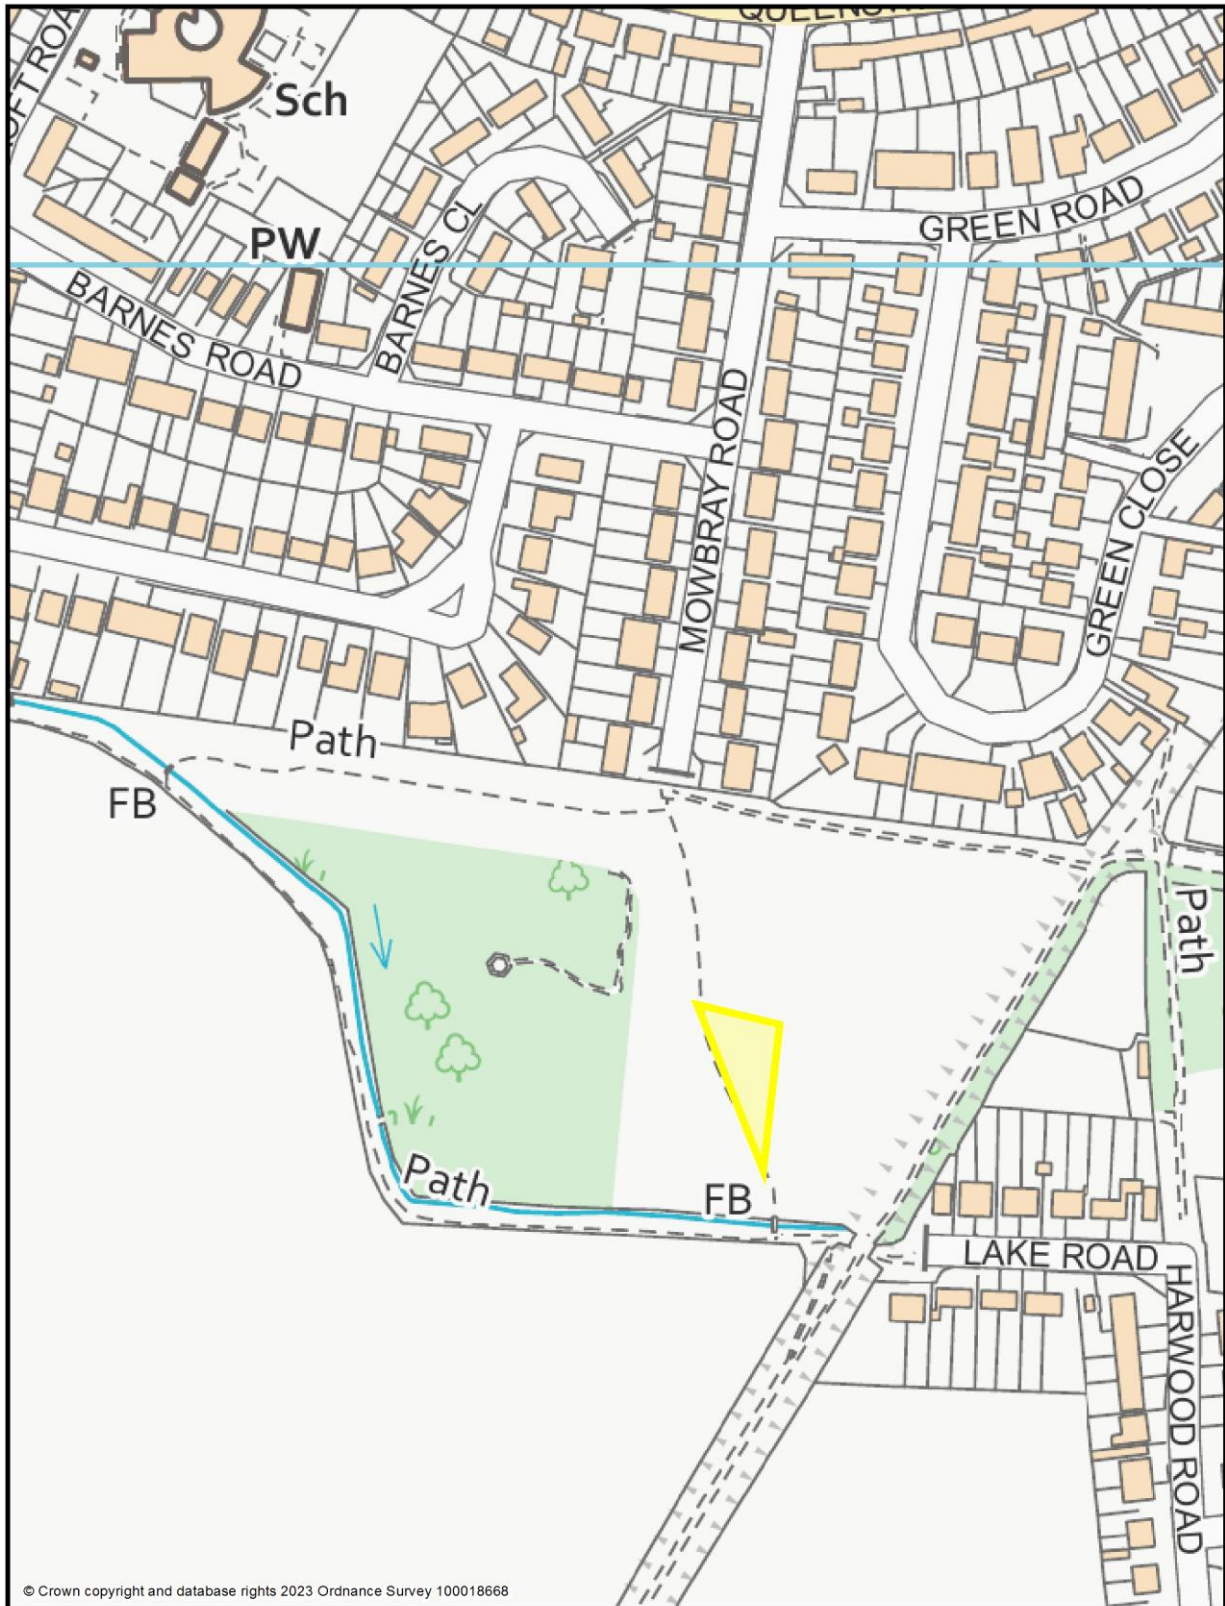 Sch
PW
BARNES CL
GREEN ROAD
BARNES ROAD
MOWBRAY ROAD
GREEN CLOSE
Path
FB
Path
Path
FB
LAKE ROAD
HARWOOD ROAD
© Crown copyright and database rights 2023 Ordnance Survey 100018668